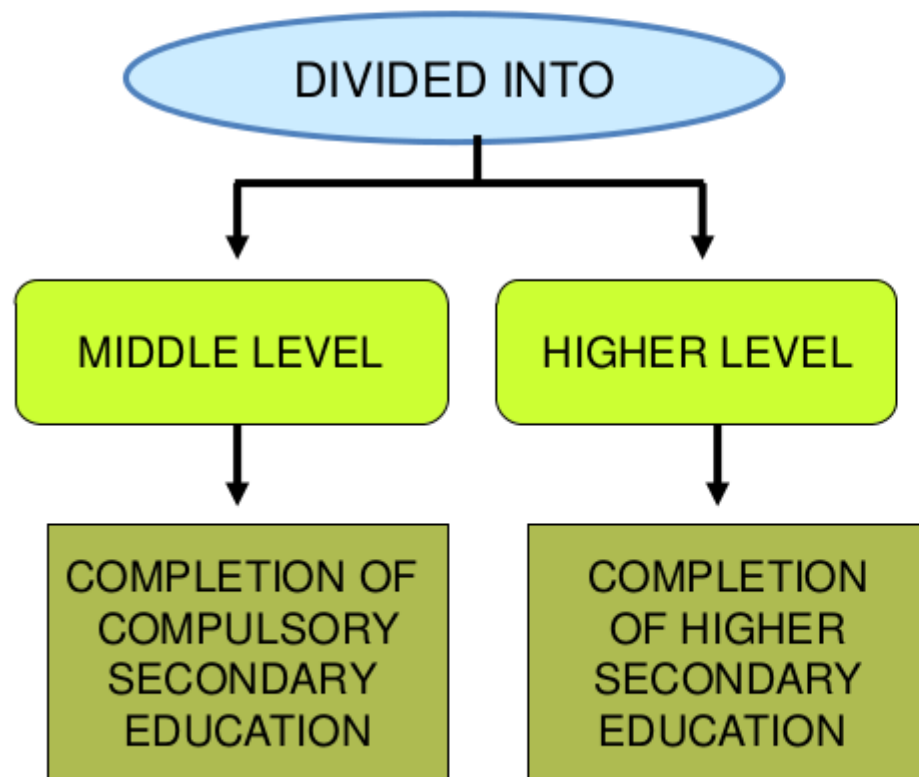 DIVIDED INTO
MIDDLE LEVEL
HIGHER LEVEL
COMPLETION OF
COMPULSORY
SECONDARY
EDUCATION
COMPLETION
OF HIGHER
SECONDARY
EDUCATION